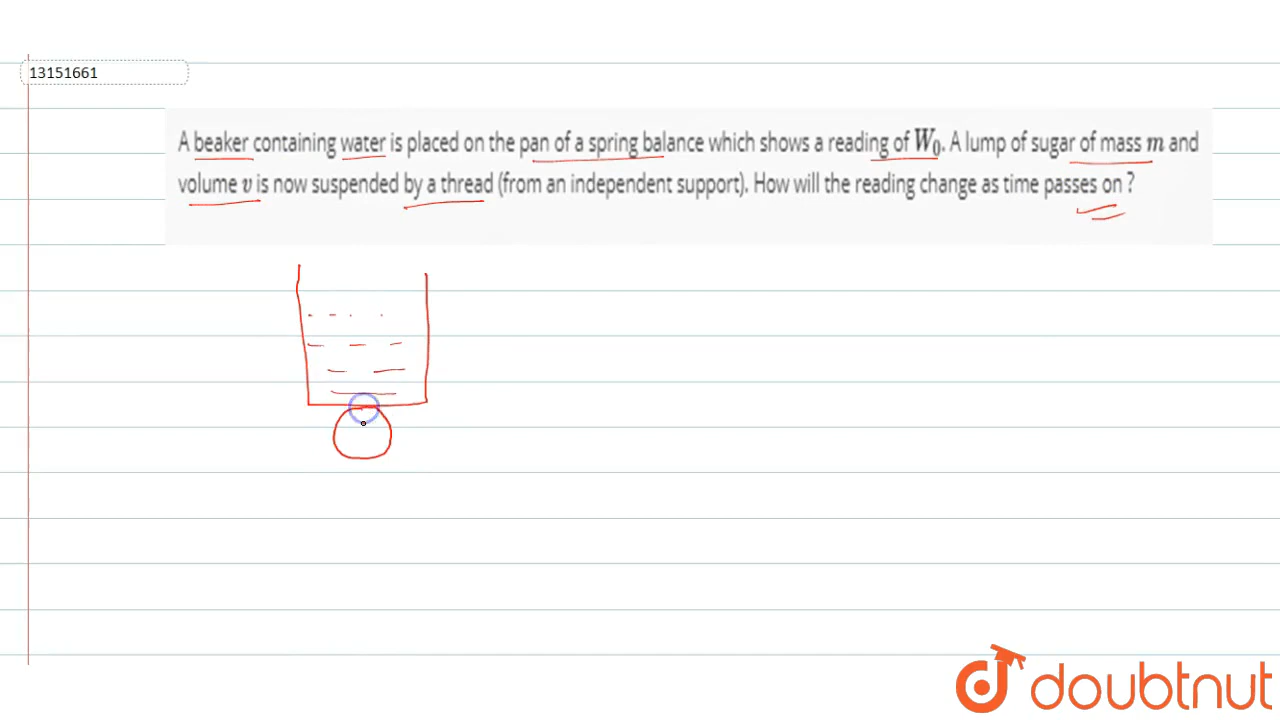 13151661
A beaker containing water is placed on the pan of a spring balance which shows a reading of W₀. A lump of sugar of mass m and
volume v is now suspended by a thread (from an independent support). How will the reading change as time passes on ?
doubtnut